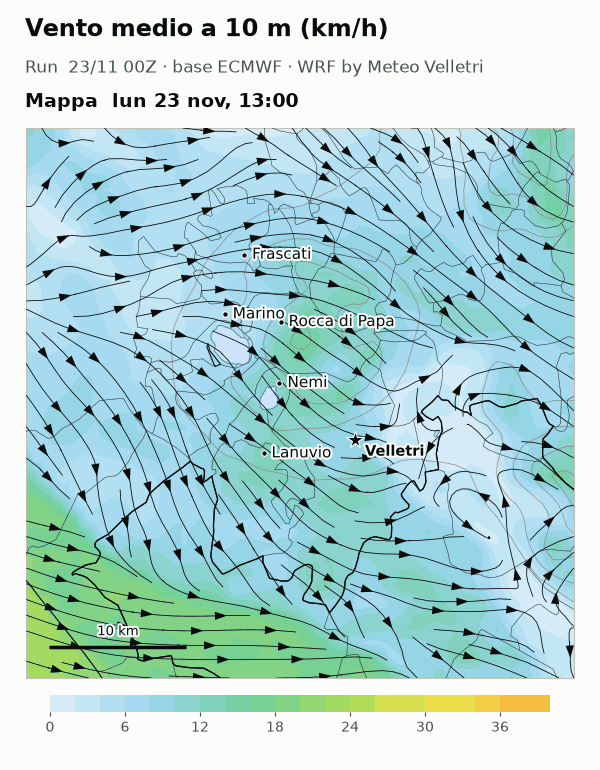 Vento medio a 10 m (km/h)
Run 23/11 00Z · base ECMWF · WRF by Meteo Velletri
Mappa lun 23 nov, 13:00
Frascati
Marino
Rocca di Papa
Nemi
Velletri
Lanuvio
10 km
0 6 12 18 24 30 36